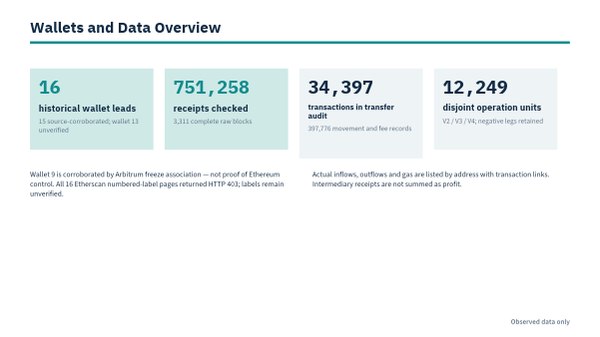 Wallets and Data Overview
16
historical wallet leads
15 source-corroborated; wallet 13
unverified
751,258
receipts checked
3,311 complete raw blocks
34,397
transactions in transfer
audit
397,776 movement and fee records
12,249
disjoint operation units
V2 / V3 / V4; negative legs retained
Wallet 9 is corroborated by Arbitrum freeze association — not proof of Ethereum
control. All 16 Etherscan numbered-label pages returned HTTP 403; labels remain
unverified.
Actual inflows, outflows and gas are listed by address with transaction links.
Intermediary receipts are not summed as profit.
Observed data only